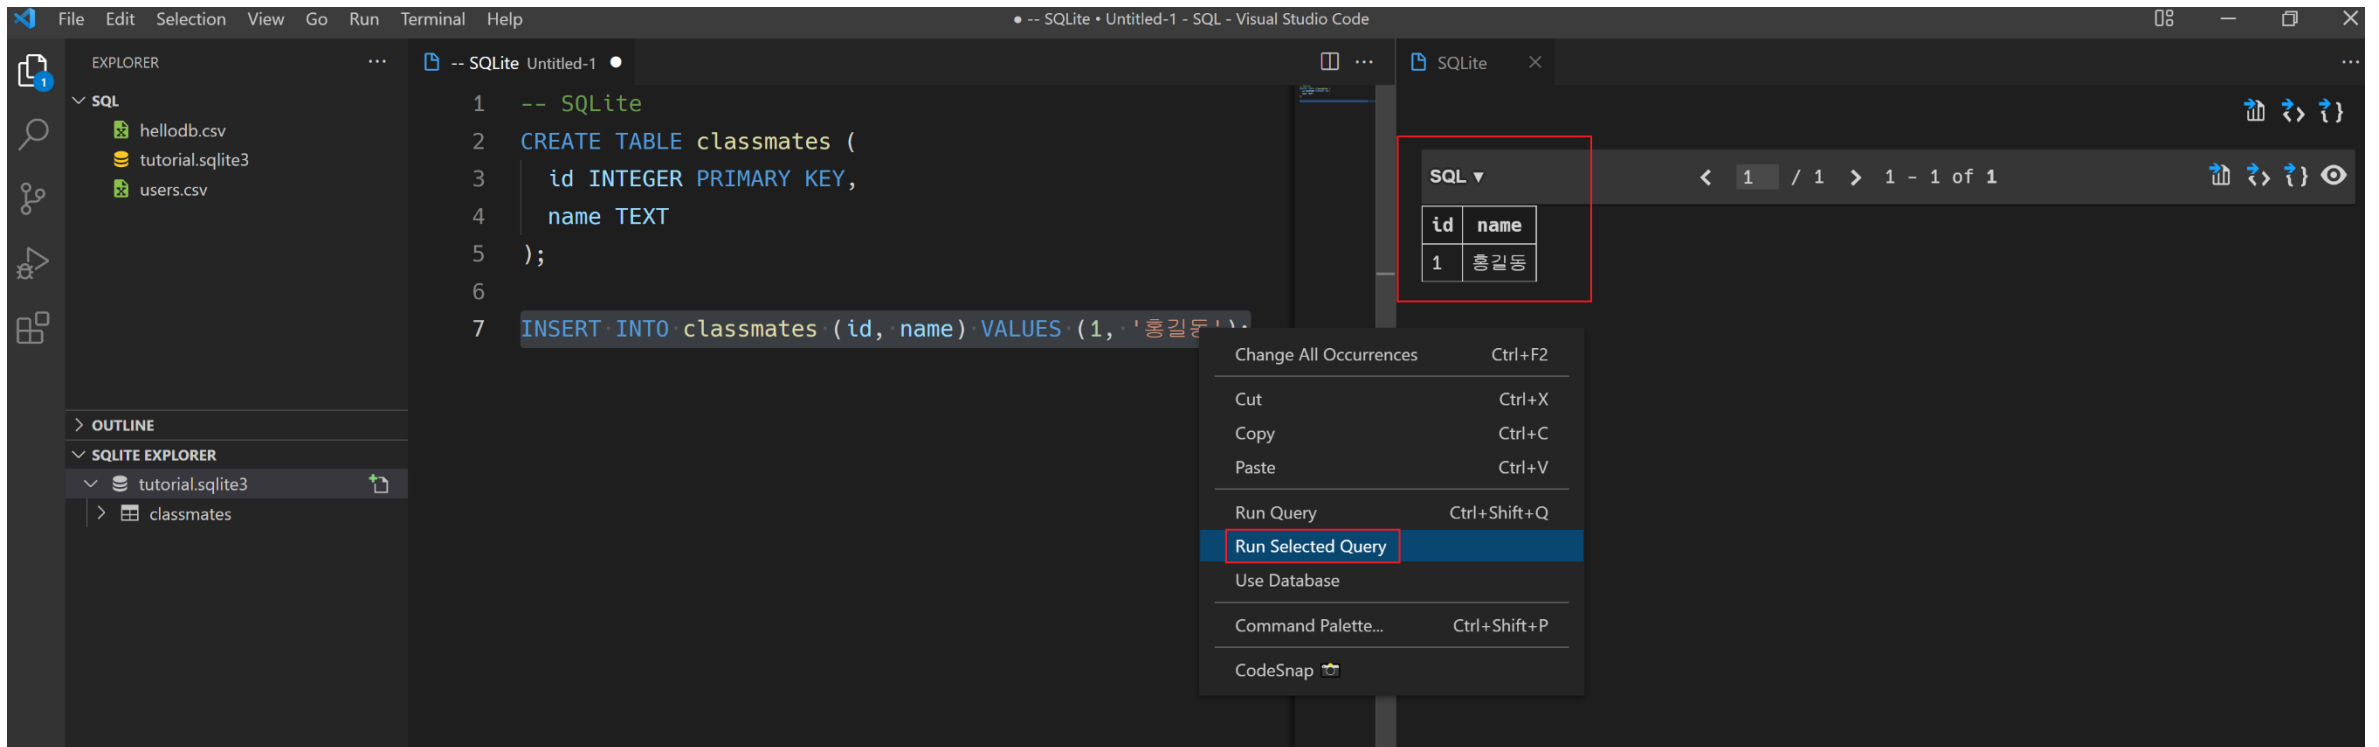 File Edit Selection View Go Run Terminal Help
● -- SQLite • Untitled-1 - SQL - Visual Studio Code
EXPLORER
SQL
hellodb.csv
tutorial.sqlite3
users.csv
OUTLINE
SQLITE EXPLORER
tutorial.sqlite3
classmates
1
-- SQLite Untitled-1 ●
1 -- SQLite
2 CREATE TABLE classmates (
3 id INTEGER PRIMARY KEY,
4 name TEXT
5 );
6
7 INSERT INTO classmates (id, name) VALUES (1, '홍길동');
Change All Occurrences Ctrl+F2
Cut Ctrl+X
Copy Ctrl+C
Paste Ctrl+V
Run Query Ctrl+Shift+Q
Run Selected Query
Use Database
Command Palette... Ctrl+Shift+P
CodeSnap 📸
SQLite
SQL ▼ < 1 / 1 > 1 - 1 of 1
id name
1 홍길동